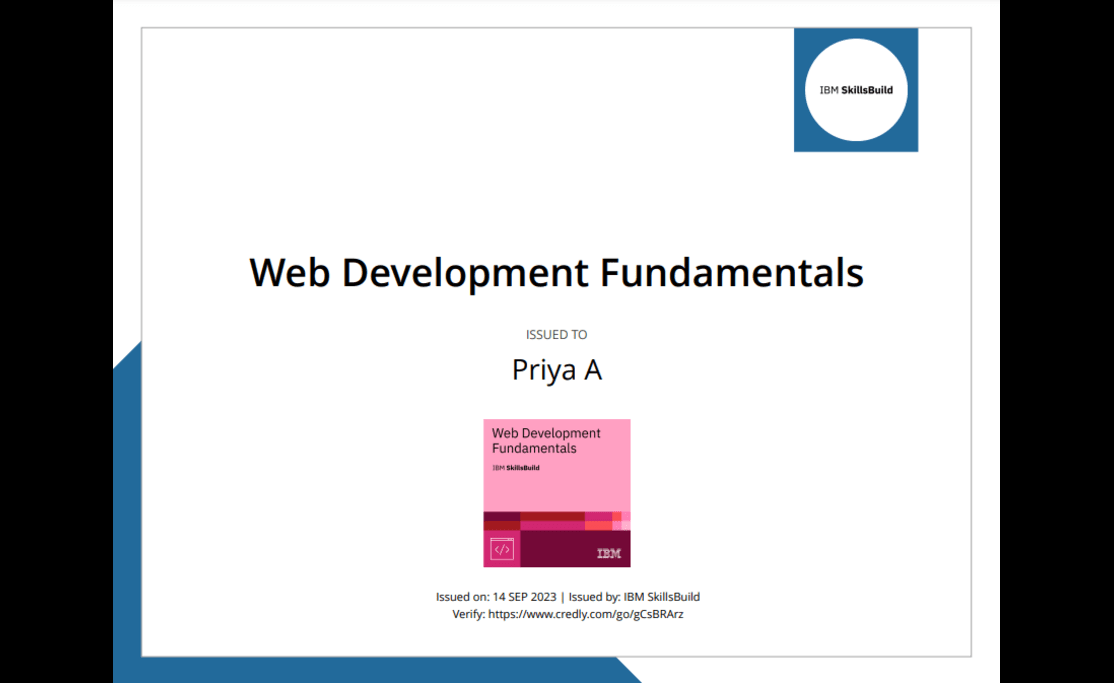 IBM SkillsBuild
Web Development Fundamentals
ISSUED TO
Priya A
Web Development
Fundamentals
IBM SkillsBuild
</>
IBM
Issued on: 14 SEP 2023 | Issued by: IBM SkillsBuild
Verify: https://www.credly.com/go/gCsBRArz